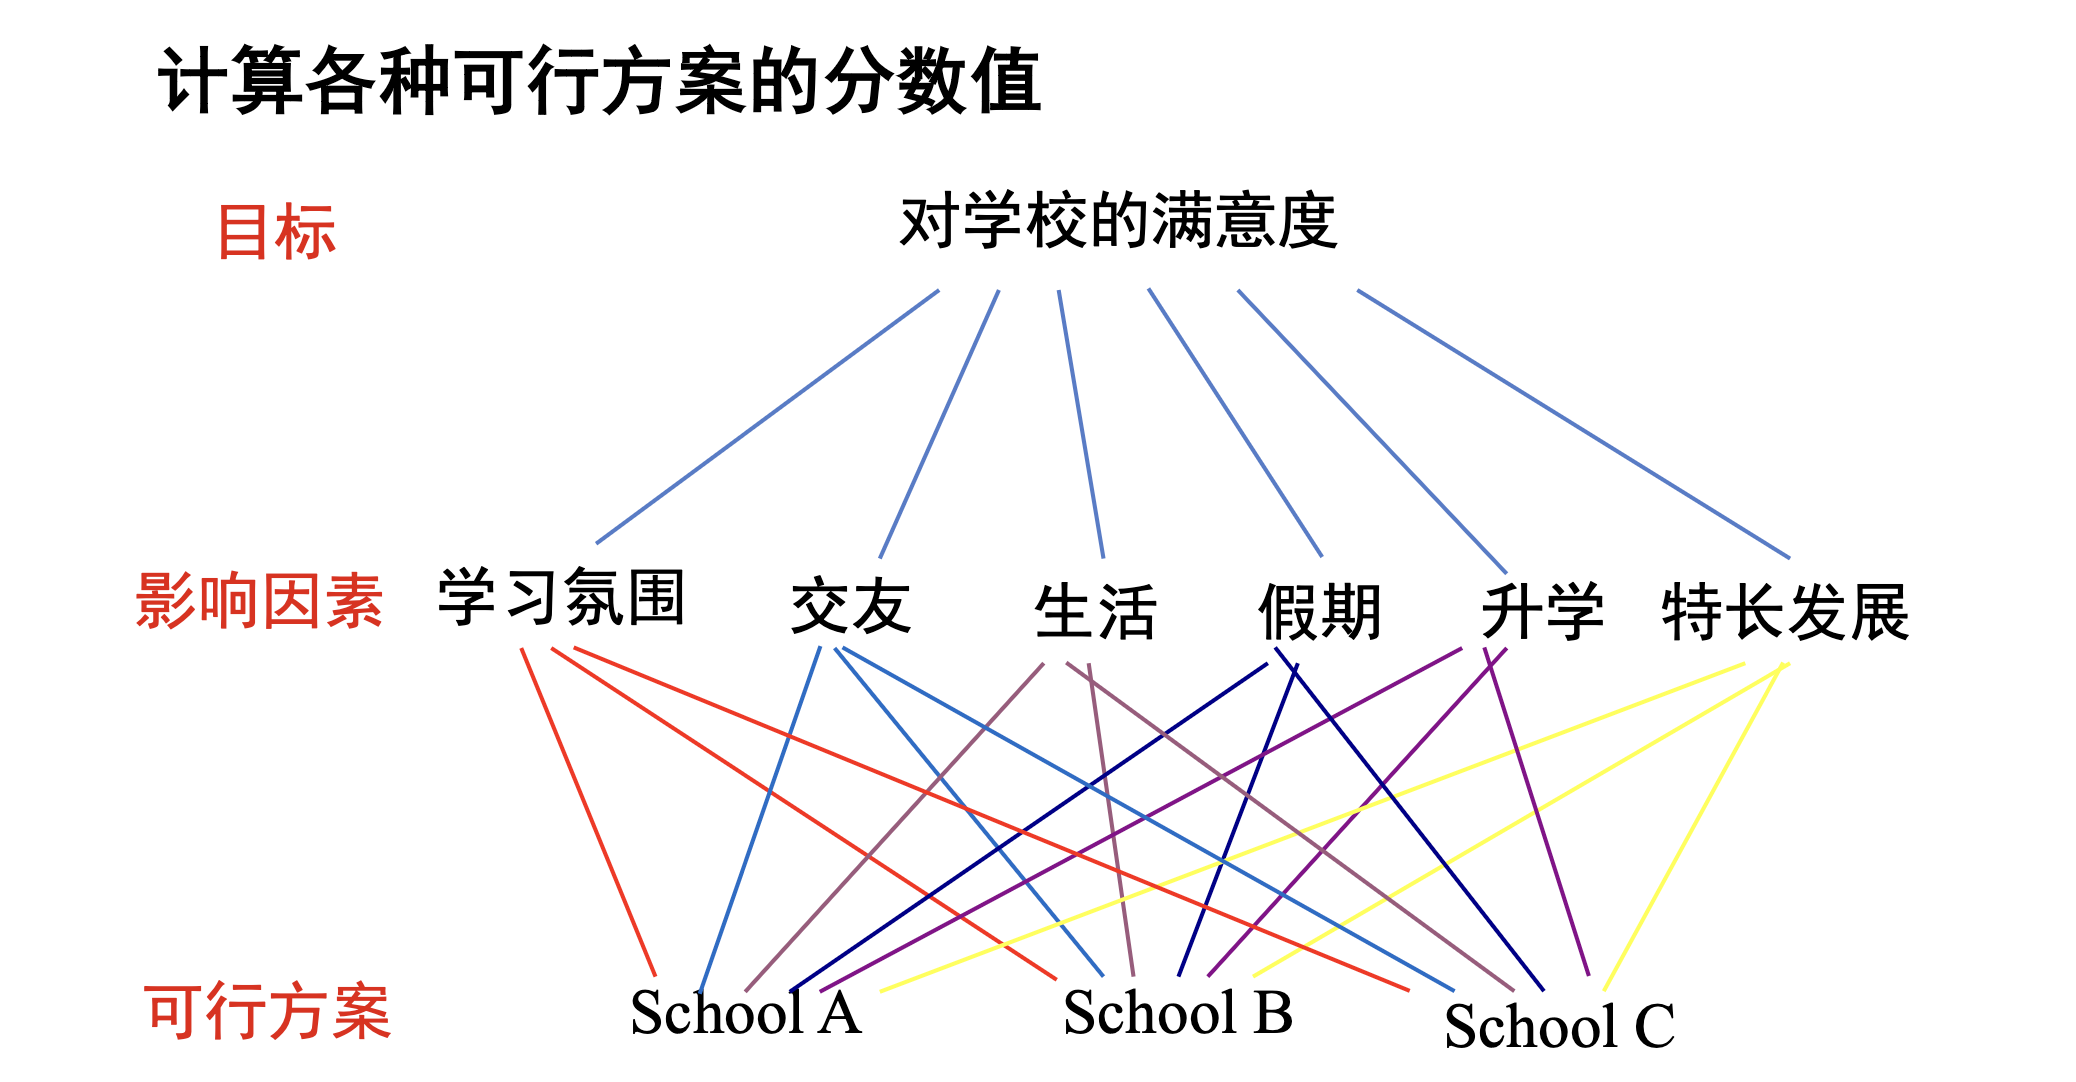 计算各种可行方案的分数值
目标
对学校的满意度
影响因素
学习氛围
交友
生活
假期
升学
特长发展
可行方案
School A
School B
School C